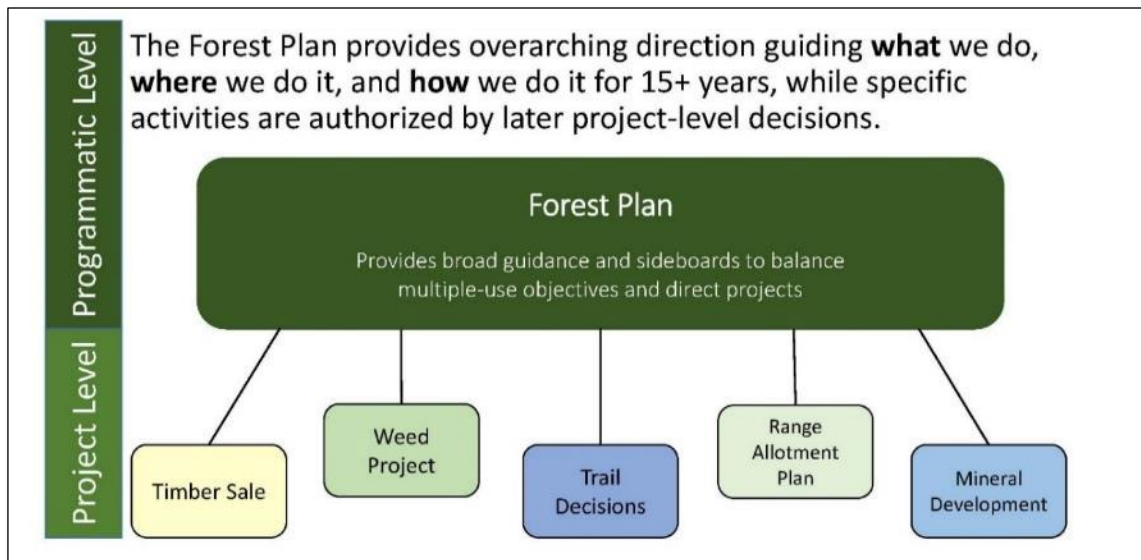 Programmatic Level
The Forest Plan provides overarching direction guiding what we do,
where we do it, and how we do it for 15+ years, while specific
activities are authorized by later project-level decisions.
Forest Plan
Provides broad guidance and sideboards to balance
multiple-use objectives and direct projects
Project Level
Timber Sale
Weed
Project
Trail
Decisions
Range
Allotment
Plan
Mineral
Development